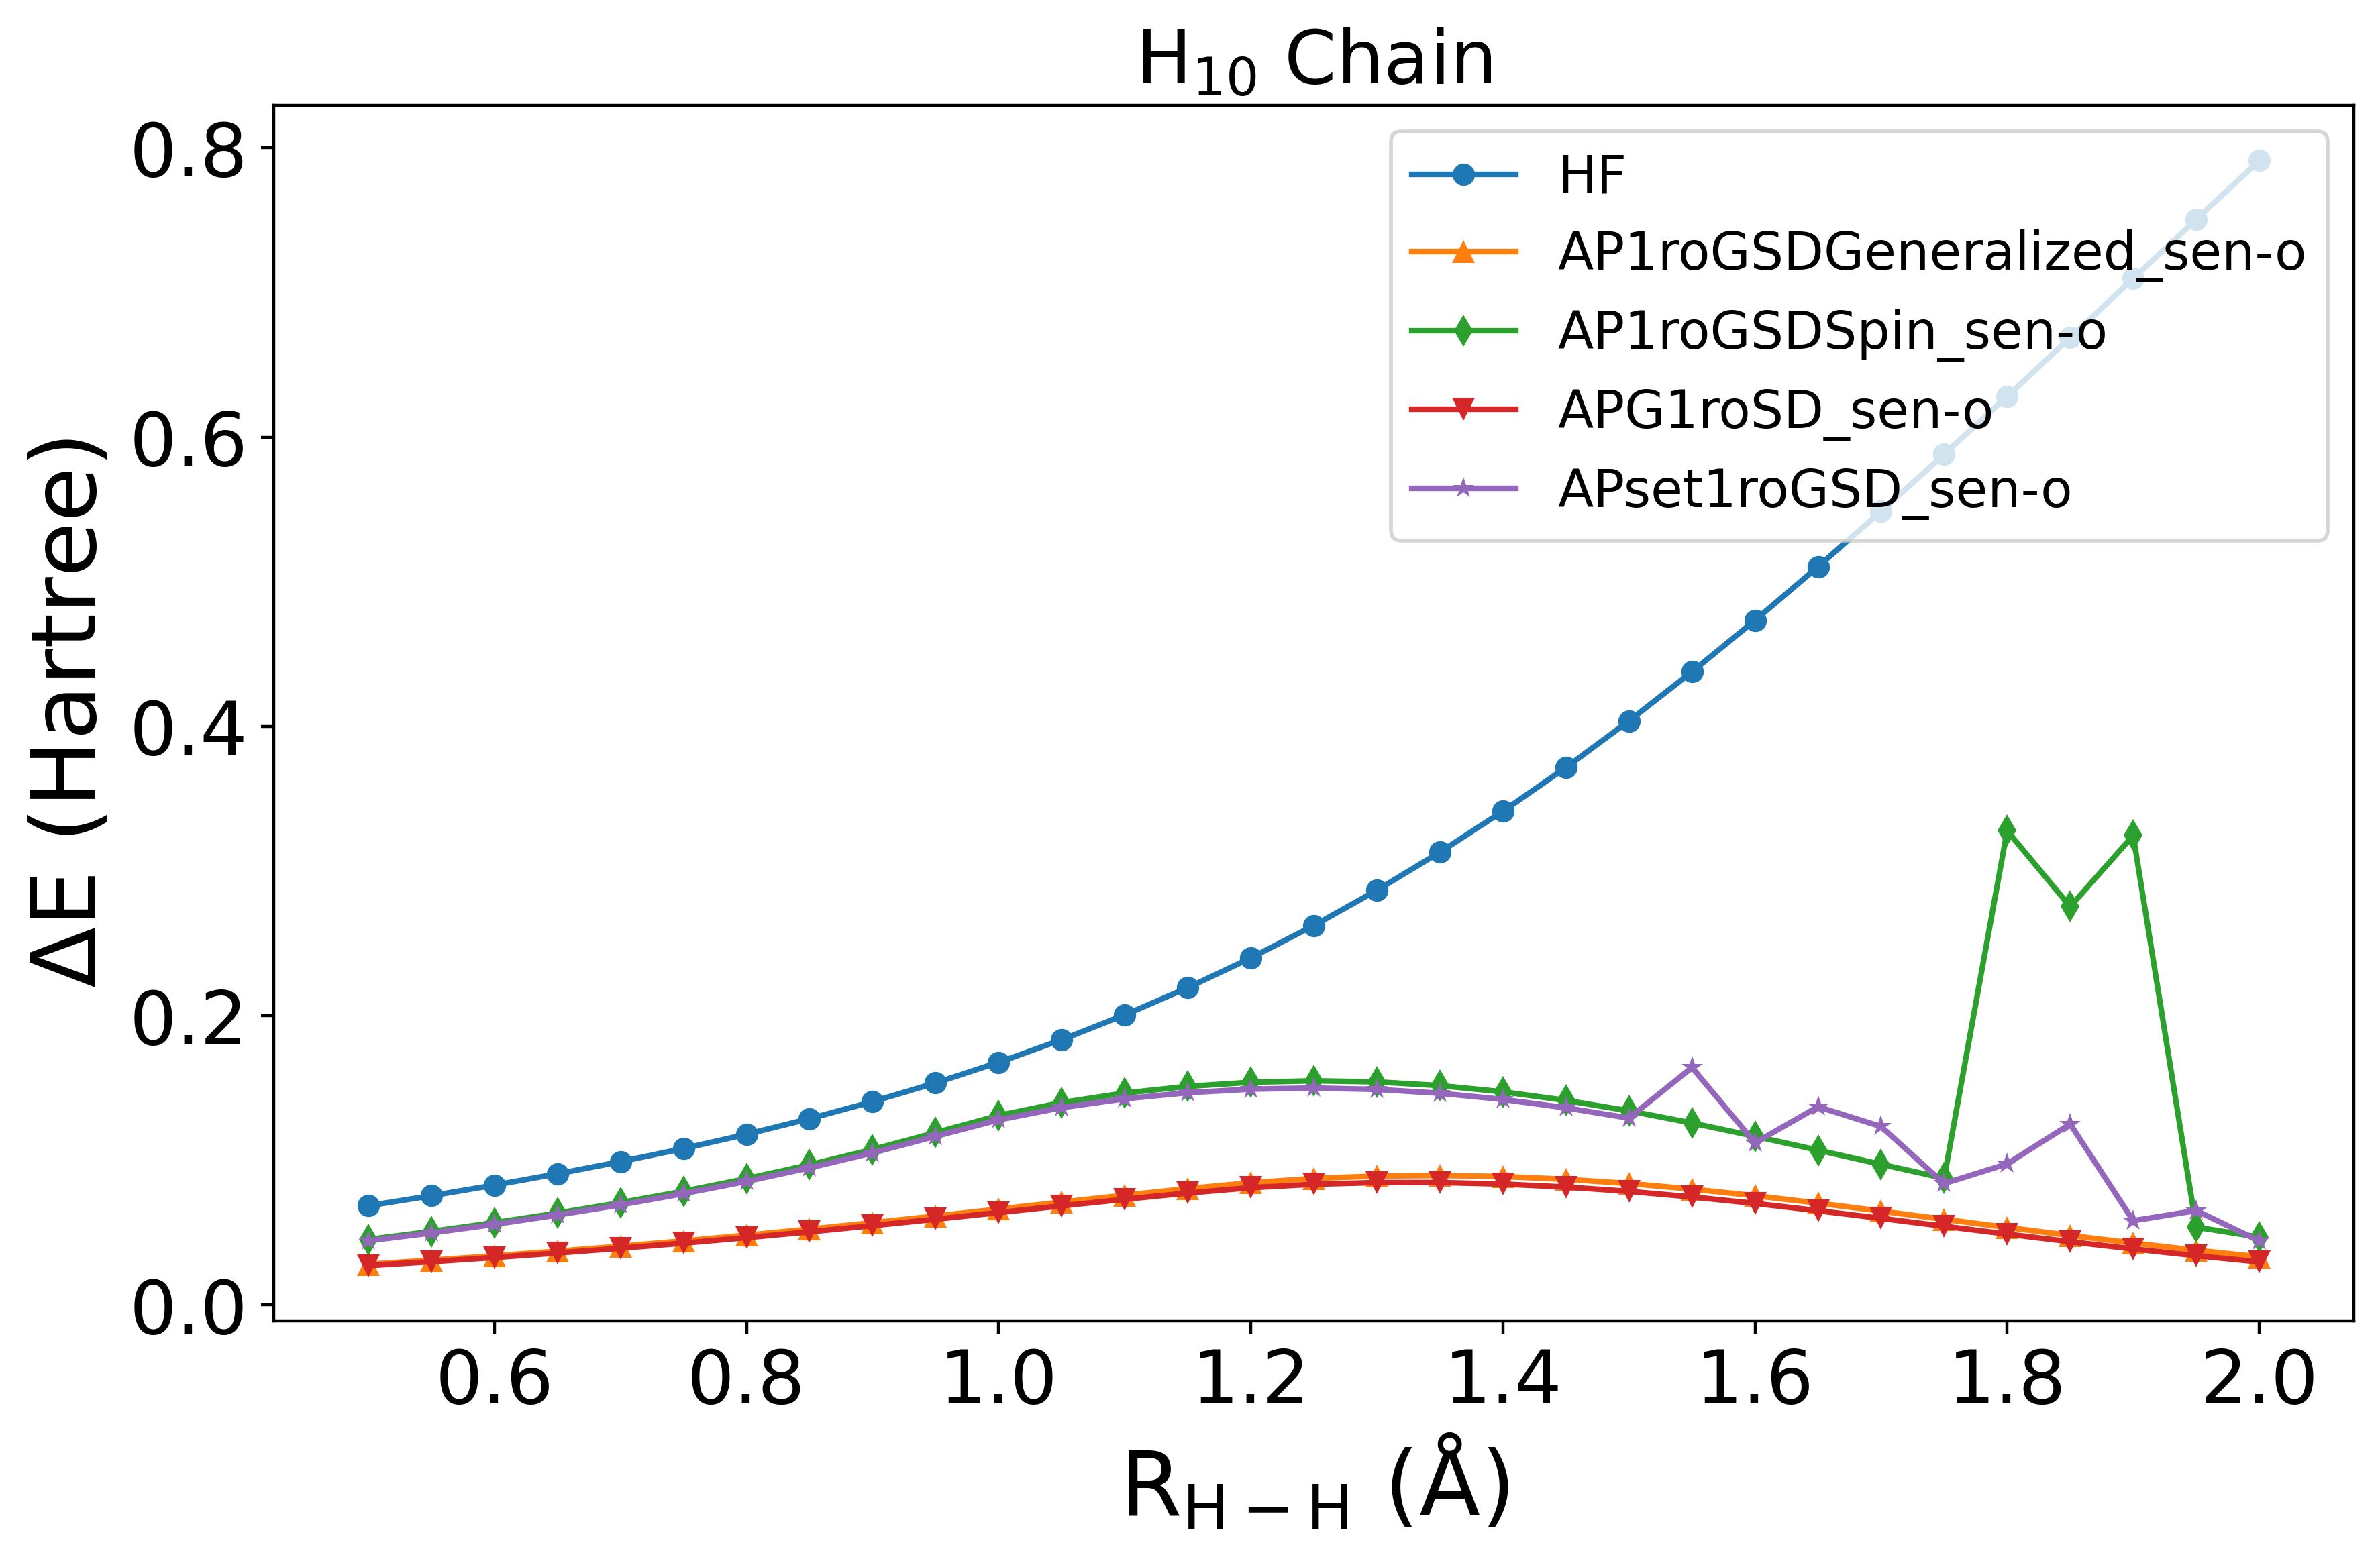 H10 Chain
ΔE (Hartree)
0.8
0.6
0.4
0.2
0.0
HF
AP1roGSDGeneralized_sen-o
AP1roGSDSpin_sen-o
APG1roSD_sen-o
APset1roGSD_sen-o
0.6 0.8 1.0 1.2 1.4 1.6 1.8 2.0
RH − H (Å)